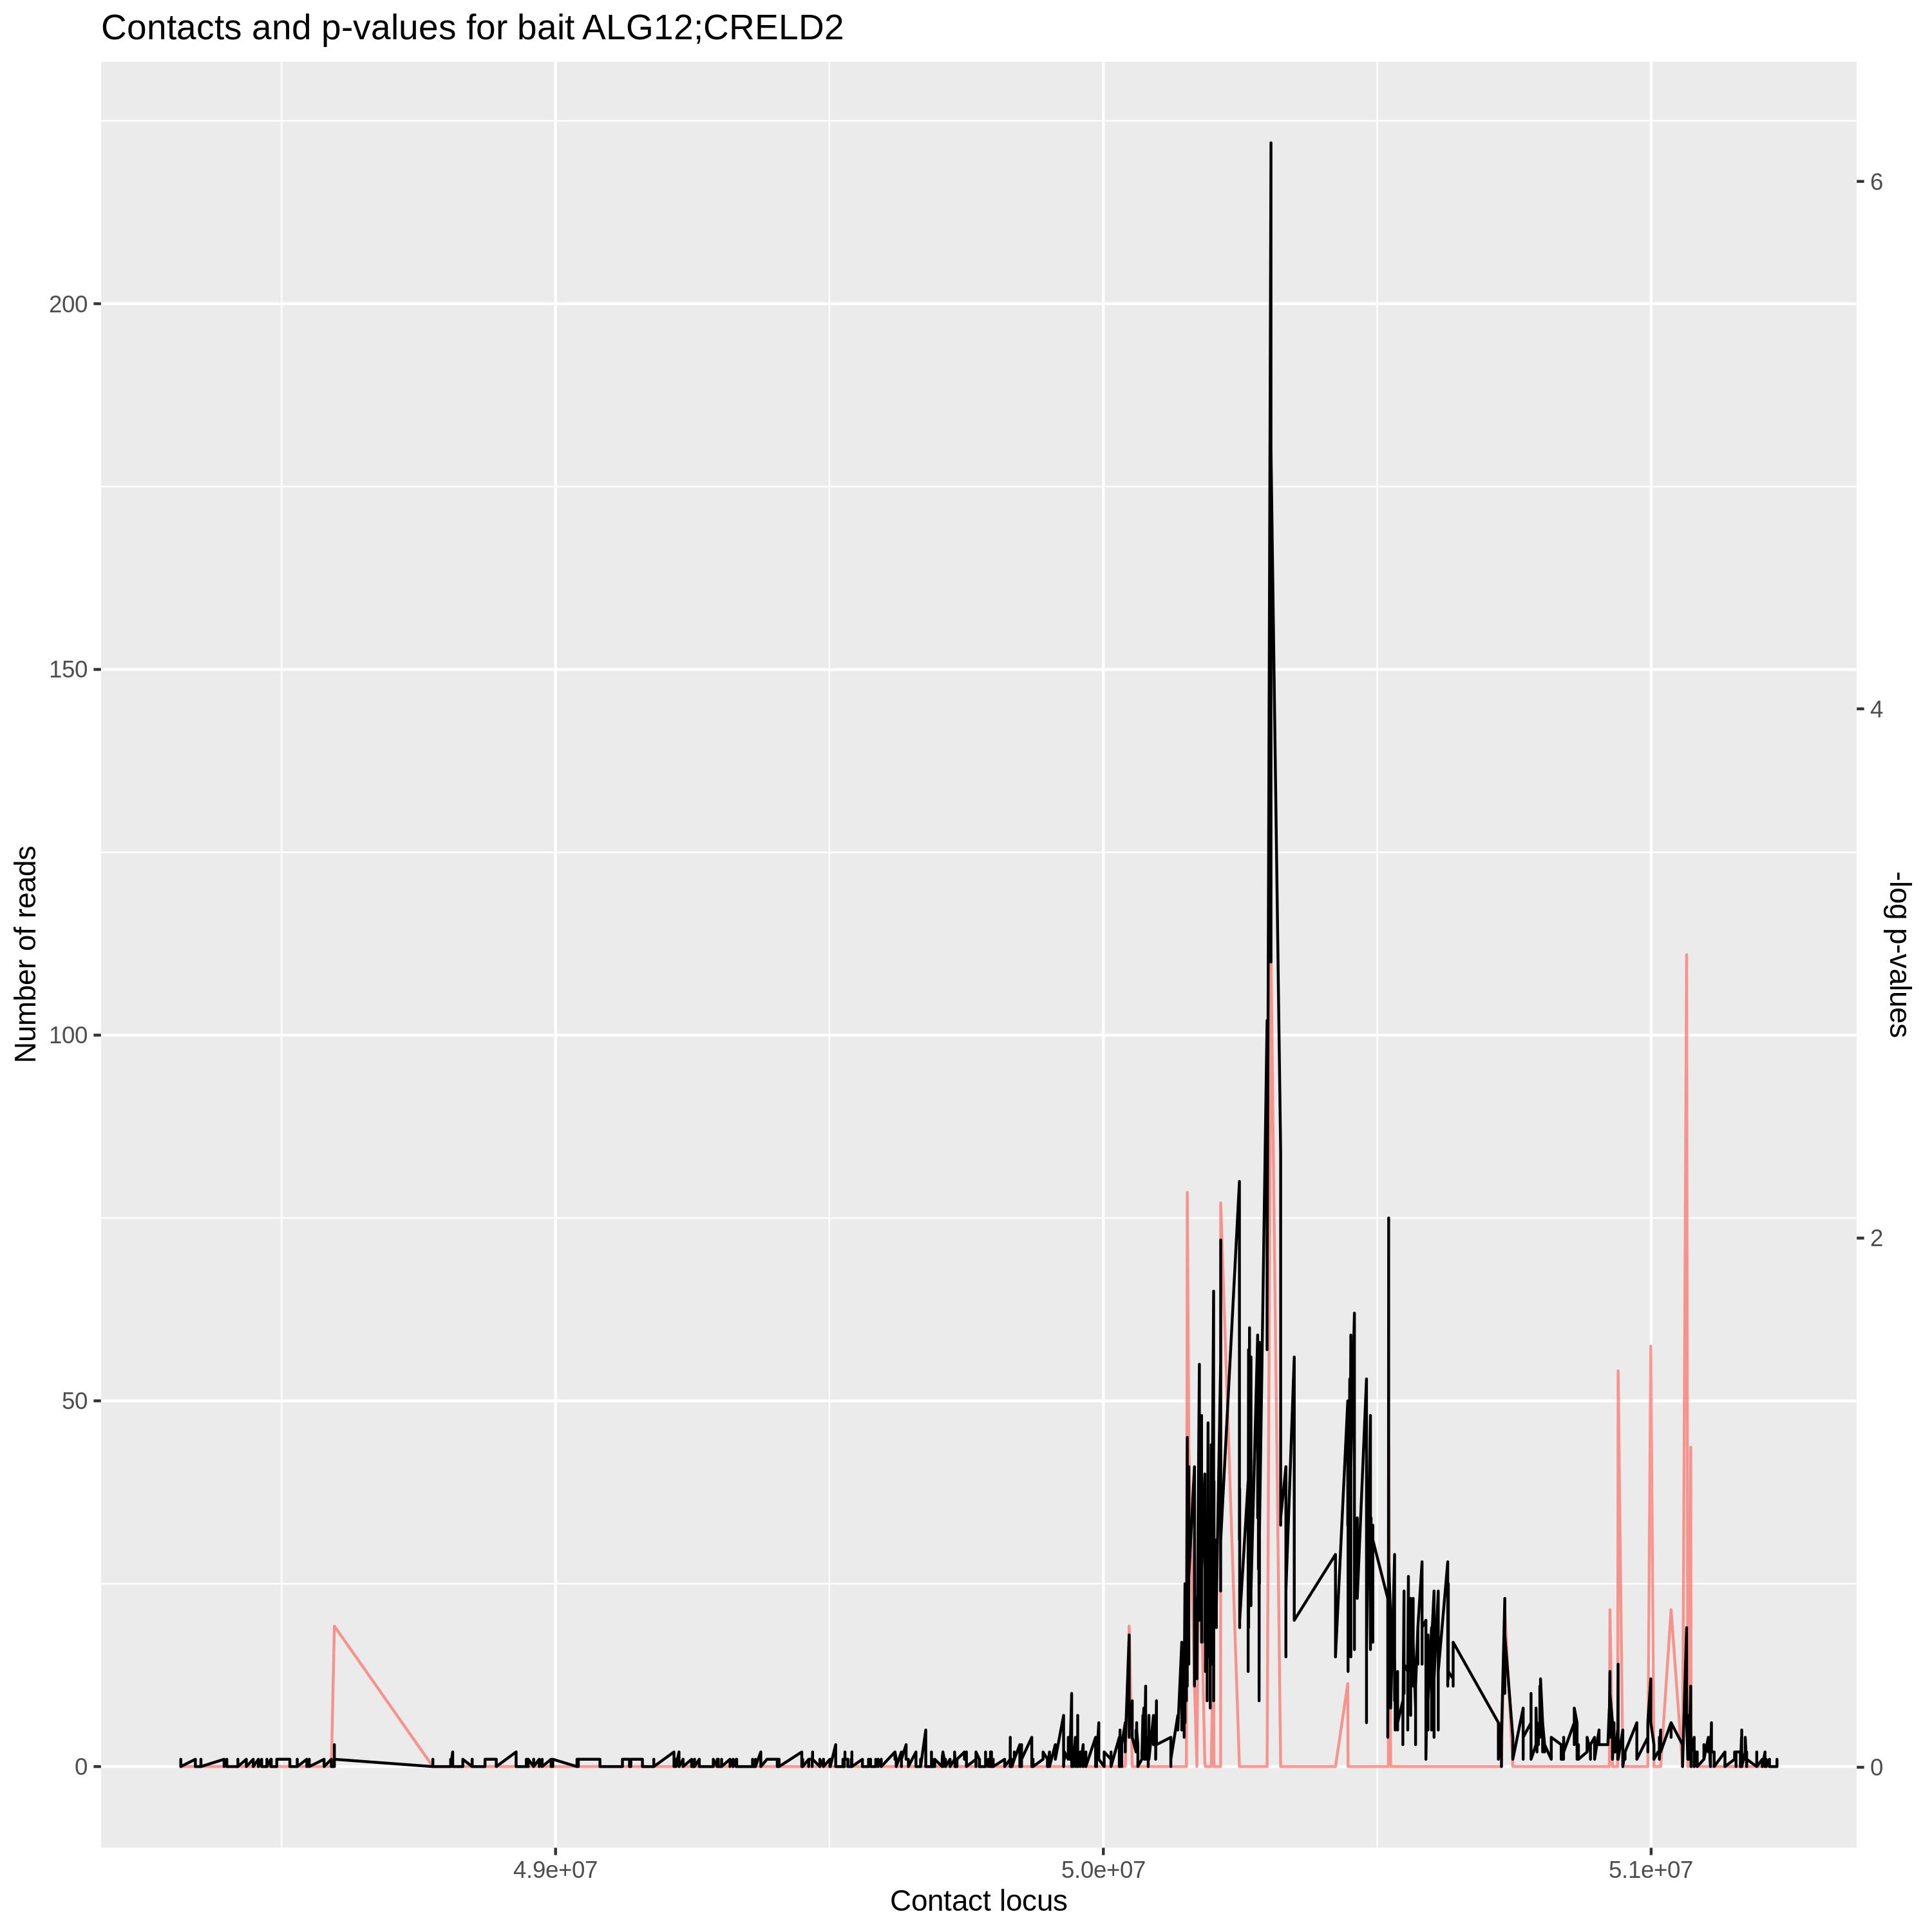 Contacts and p-values for bait ALG12;CRELD2
Number of reads
200
150
100
50
0
6
4
2
0
-log p-values
4.9e+07
5.0e+07
5.1e+07
Contact locus